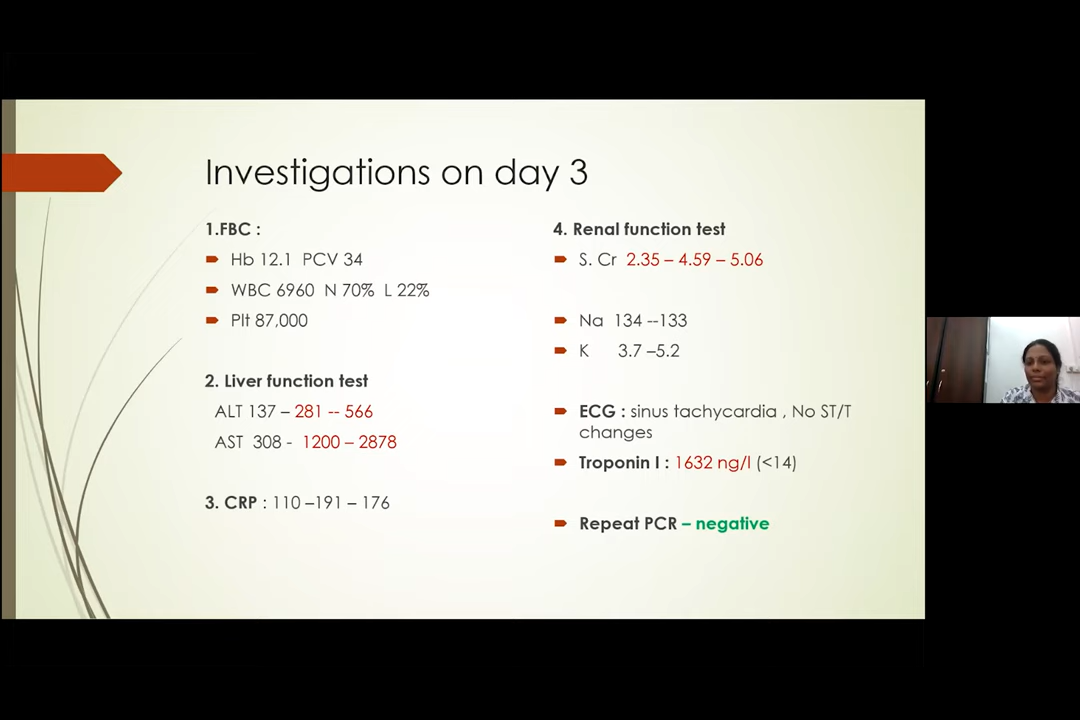 Investigations on day 3
1.FBC :
Hb 12.1 PCV 34
WBC 6960 N 70% L 22%
Plt 87,000
2. Liver function test
ALT 137 – 281 -- 566
AST 308 - 1200 – 2878
3. CRP : 110 –191 – 176
4. Renal function test
S. Cr 2.35 – 4.59 – 5.06
Na 134 --133
K 3.7 –5.2
ECG : sinus tachycardia , No ST/T
changes
Troponin I : 1632 ng/l (<14)
Repeat PCR – negative